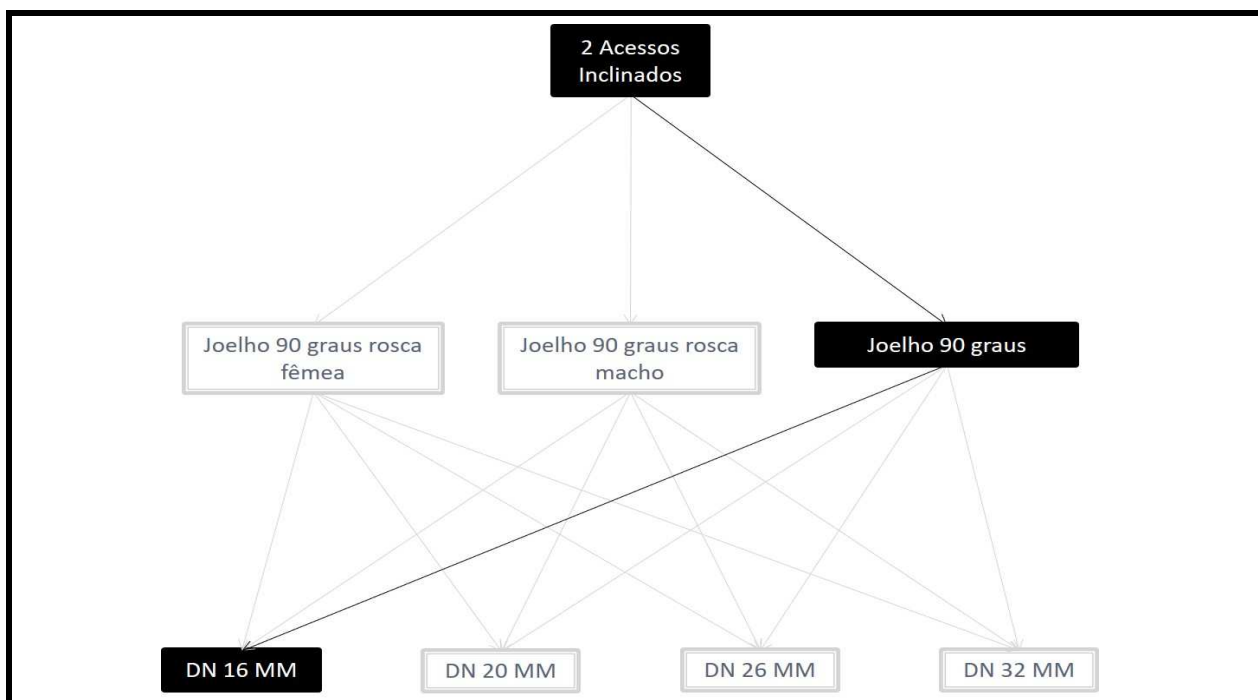 2 Acessos
Inclinados
Joelho 90 graus rosca
fêmea
Joelho 90 graus rosca
macho
Joelho 90 graus
DN 16 MM
DN 20 MM
DN 26 MM
DN 32 MM